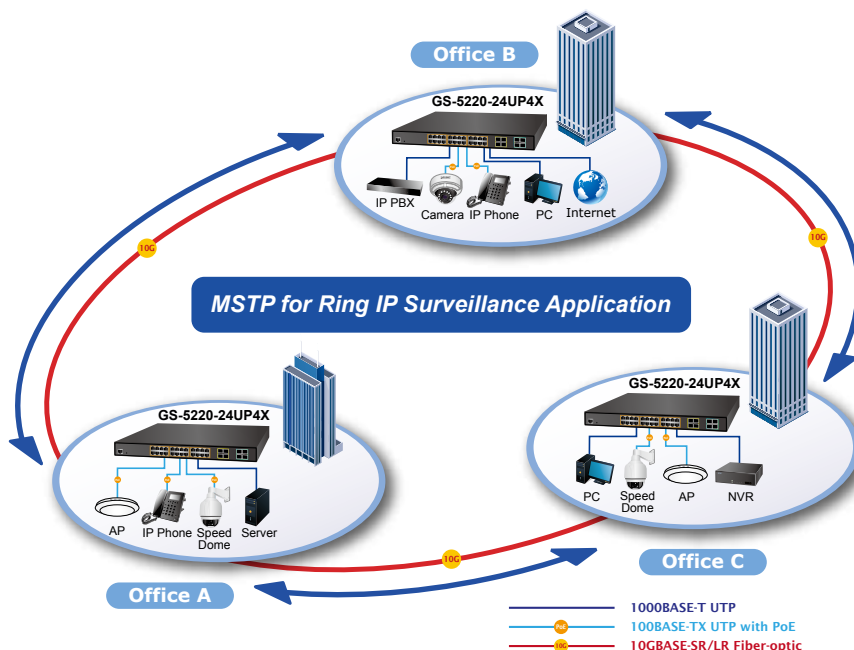 Office B
GS-5220-24UP4X
IP PBX
Camera
IP Phone
PC
Internet
10G
10G
MSTP for Ring IP Surveillance Application
GS-5220-24UP4X
AP
IP Phone
Speed
Dome
Server
Office A
GS-5220-24UP4X
PC
Speed
Dome
AP
NVR
Office C
10G
1000BASE-T UTP
PoE
100BASE-TX UTP with PoE
10G
10GBASE-SR/LR Fiber-optic